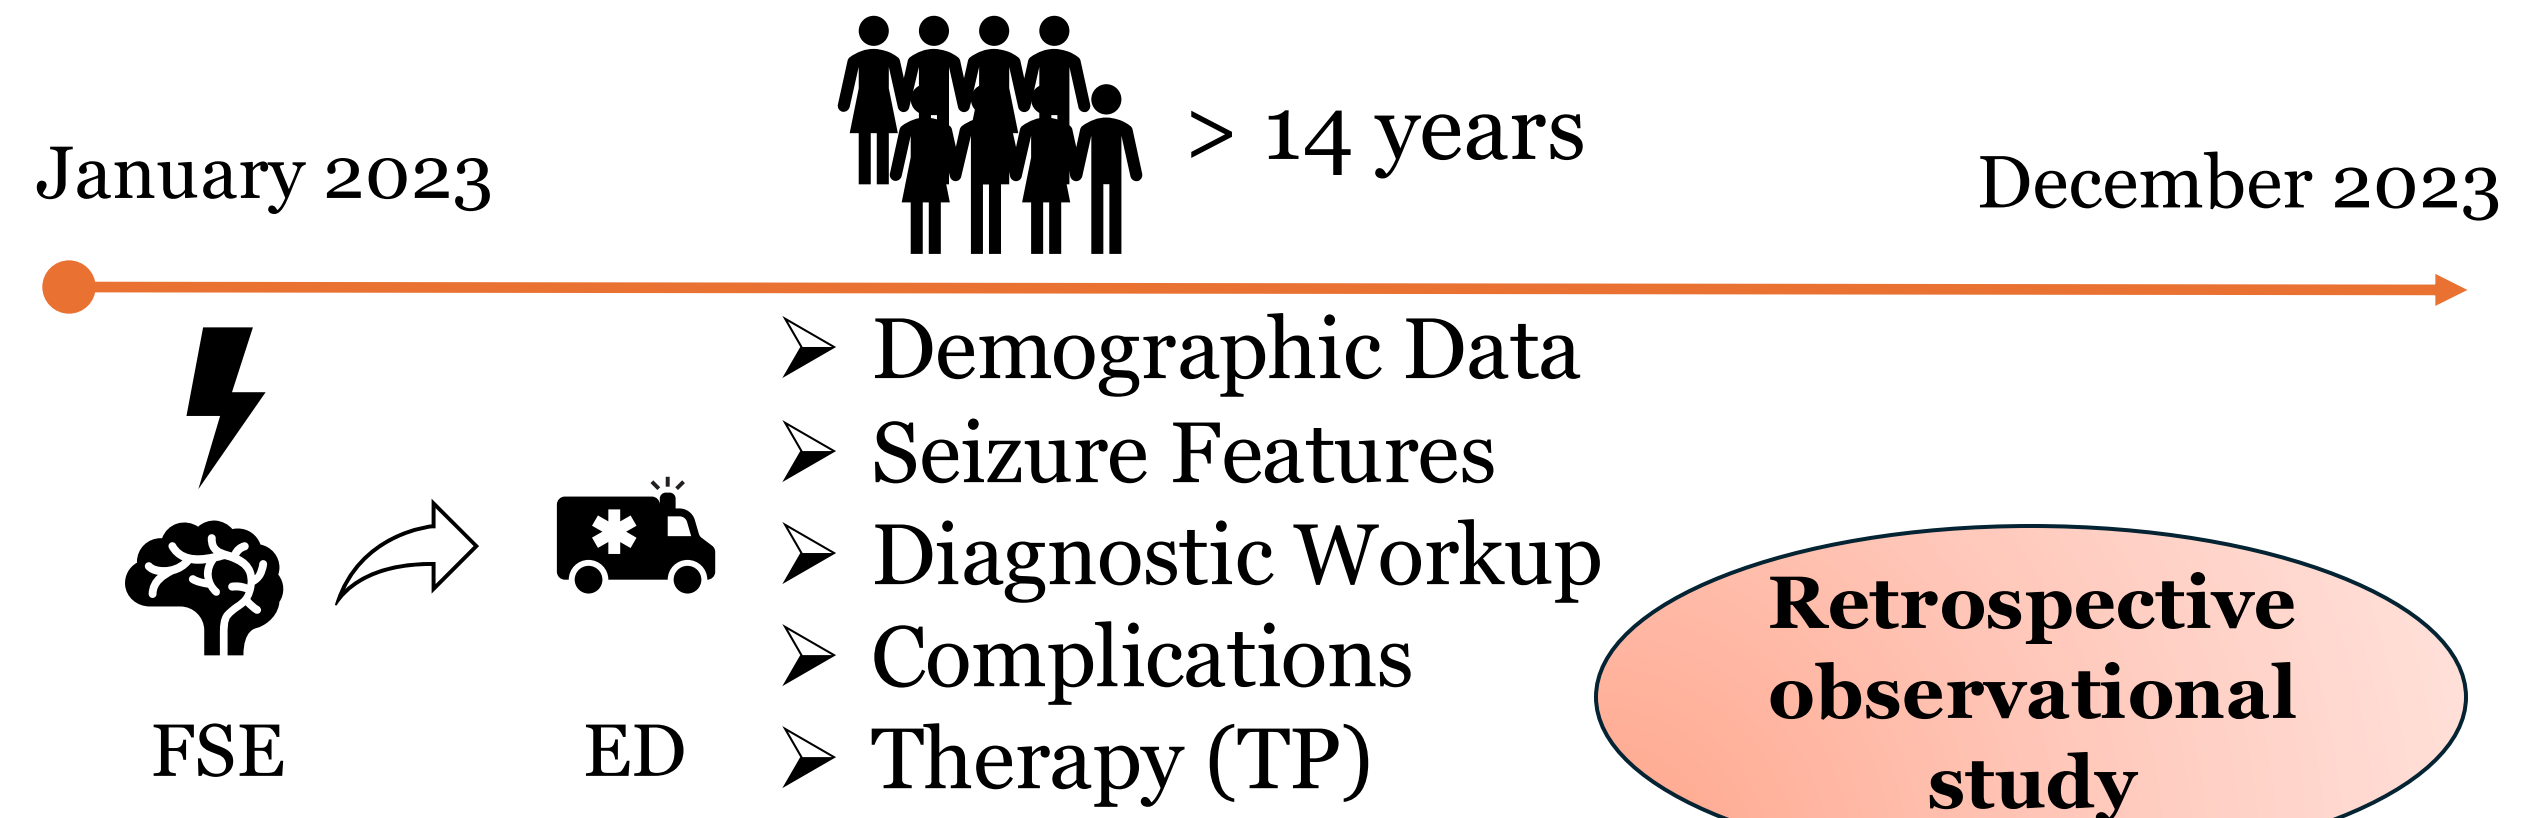 > 14 years
January 2023
December 2023
Demographic Data
Seizure Features
Diagnostic Workup
Complications
Therapy (TP)
FSE
ED
Retrospective
observational
study